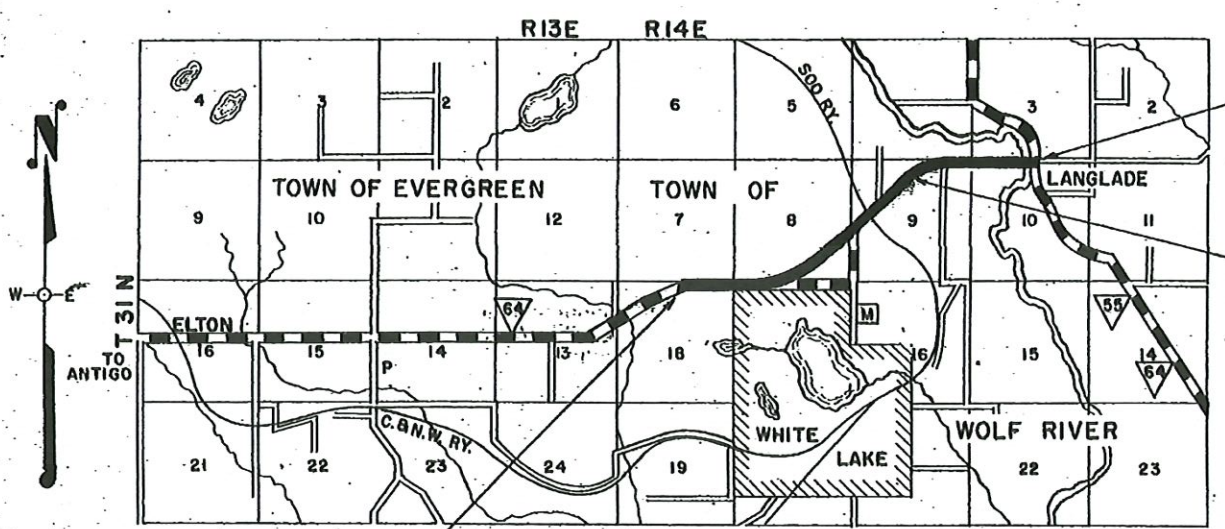 R13E R14E
N
W E
T 31 N
TO
ANTIGO
4 3 2 1 6 5 3 2
SOO RY.
TOWN OF EVERGREEN TOWN OF LANGLADE
9 10 12 7 8 9 10 11
ELTON 64 M 55
16 15 14 13 18 16 15 14
P 64
C.&N.W. RY. WHITE WOLF RIVER
LAKE
21 22 23 24 19 22 23